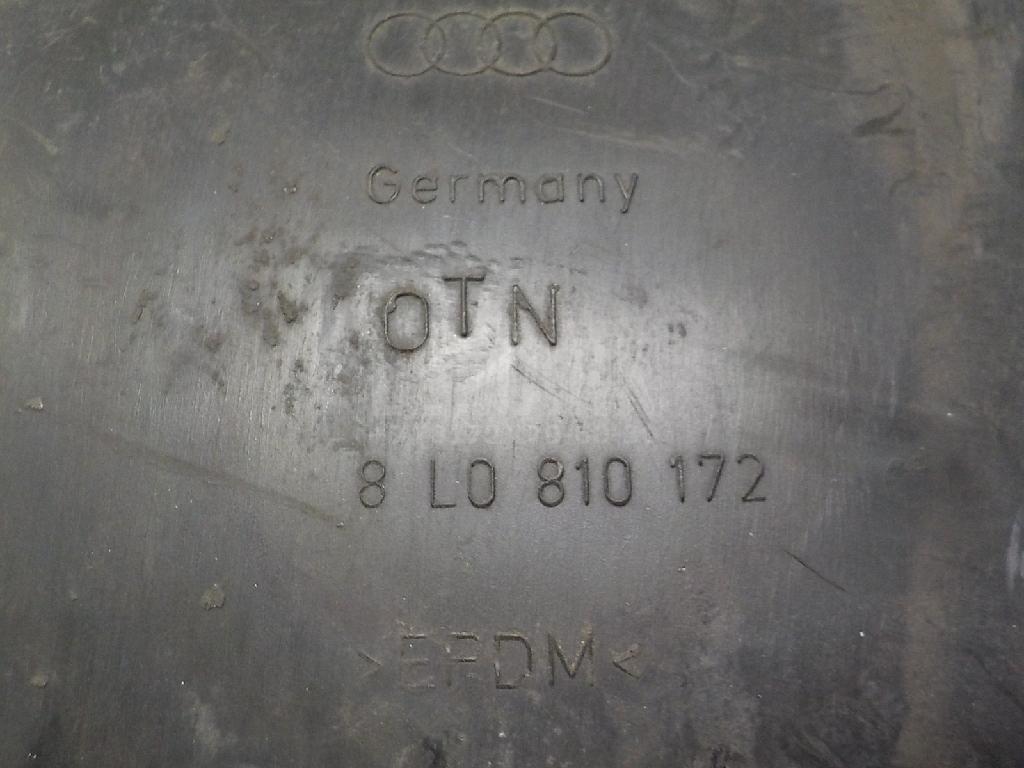 Germany
OTN
8 L0 810 172
>EPDM<